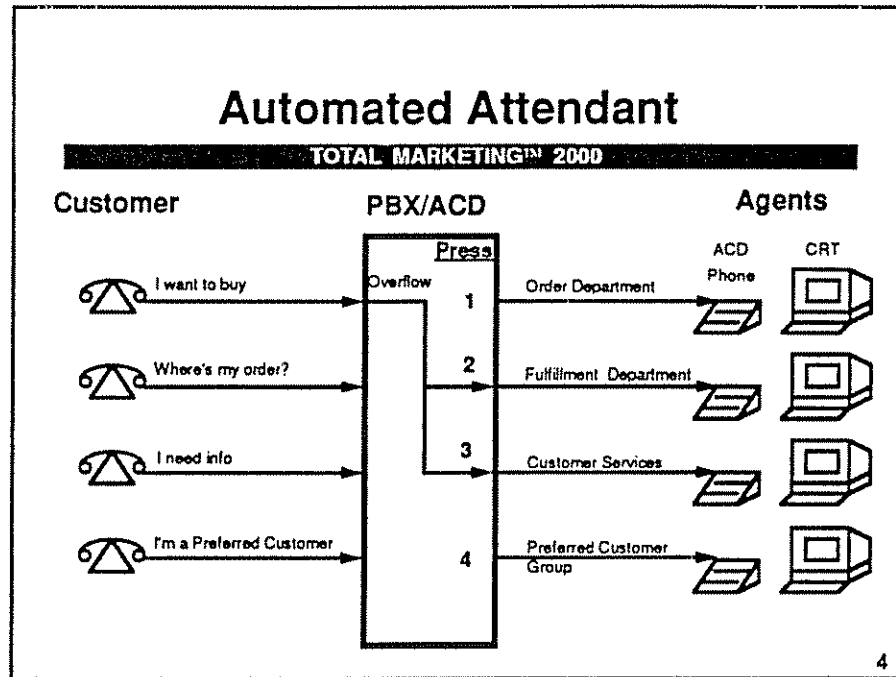 Automated Attendant
TOTAL MARKETING™ 2000
Customer
PBX/ACD
Agents
Press
ACD
Phone
CRT
I want to buy
Overflow
1
Order Department
Where's my order?
2
Fulfillment Department
I need info
3
Customer Services
I'm a Preferred Customer
4
Preferred Customer
Group
4